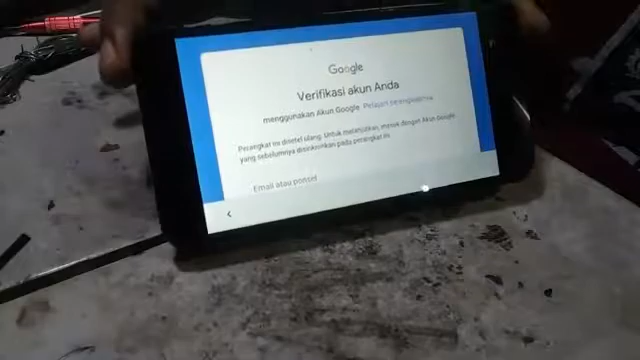 Google
Verifikasi akun Anda
menggunakan Akun Google. Pelajari selengkapnya
Perangkat ini disetel ulang. Untuk melanjutkan, masuk dengan Akun Google
yang sebelumnya disinkronkan pada perangkat ini.
Email atau ponsel